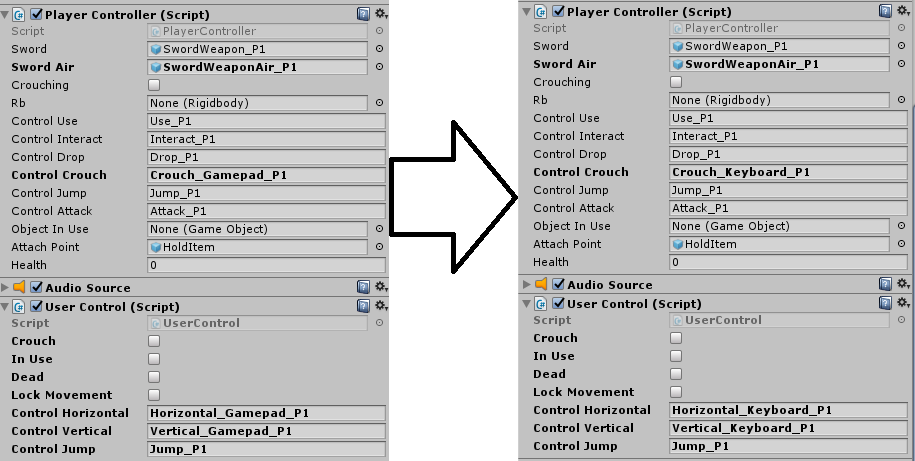 Player Controller (Script)
Script PlayerController
Sword SwordWeapon_P1
Sword Air SwordWeaponAir_P1
Crouching
Rb None (Rigidbody)
Control Use Use_P1
Control Interact Interact_P1
Control Drop Drop_P1
Control Crouch Crouch_Gamepad_P1
Control Jump Jump_P1
Control Attack Attack_P1
Object In Use None (Game Object)
Attach Point HoldItem
Health 0
Audio Source
User Control (Script)
Script UserControl
Crouch
In Use
Dead
Lock Movement
Control Horizontal Horizontal_Gamepad_P1
Control Vertical Vertical_Gamepad_P1
Control Jump Jump_P1
Player Controller (Script)
Script PlayerController
Sword SwordWeapon_P1
Sword Air SwordWeaponAir_P1
Crouching
Rb None (Rigidbody)
Control Use Use_P1
Control Interact Interact_P1
Control Drop Drop_P1
Control Crouch Crouch_Keyboard_P1
Control Jump Jump_P1
Control Attack Attack_P1
Object In Use None (Game Object)
Attach Point HoldItem
Health 0
Audio Source
User Control (Script)
Script UserControl
Crouch
In Use
Dead
Lock Movement
Control Horizontal Horizontal_Keyboard_P1
Control Vertical Vertical_Keyboard_P1
Control Jump Jump_P1